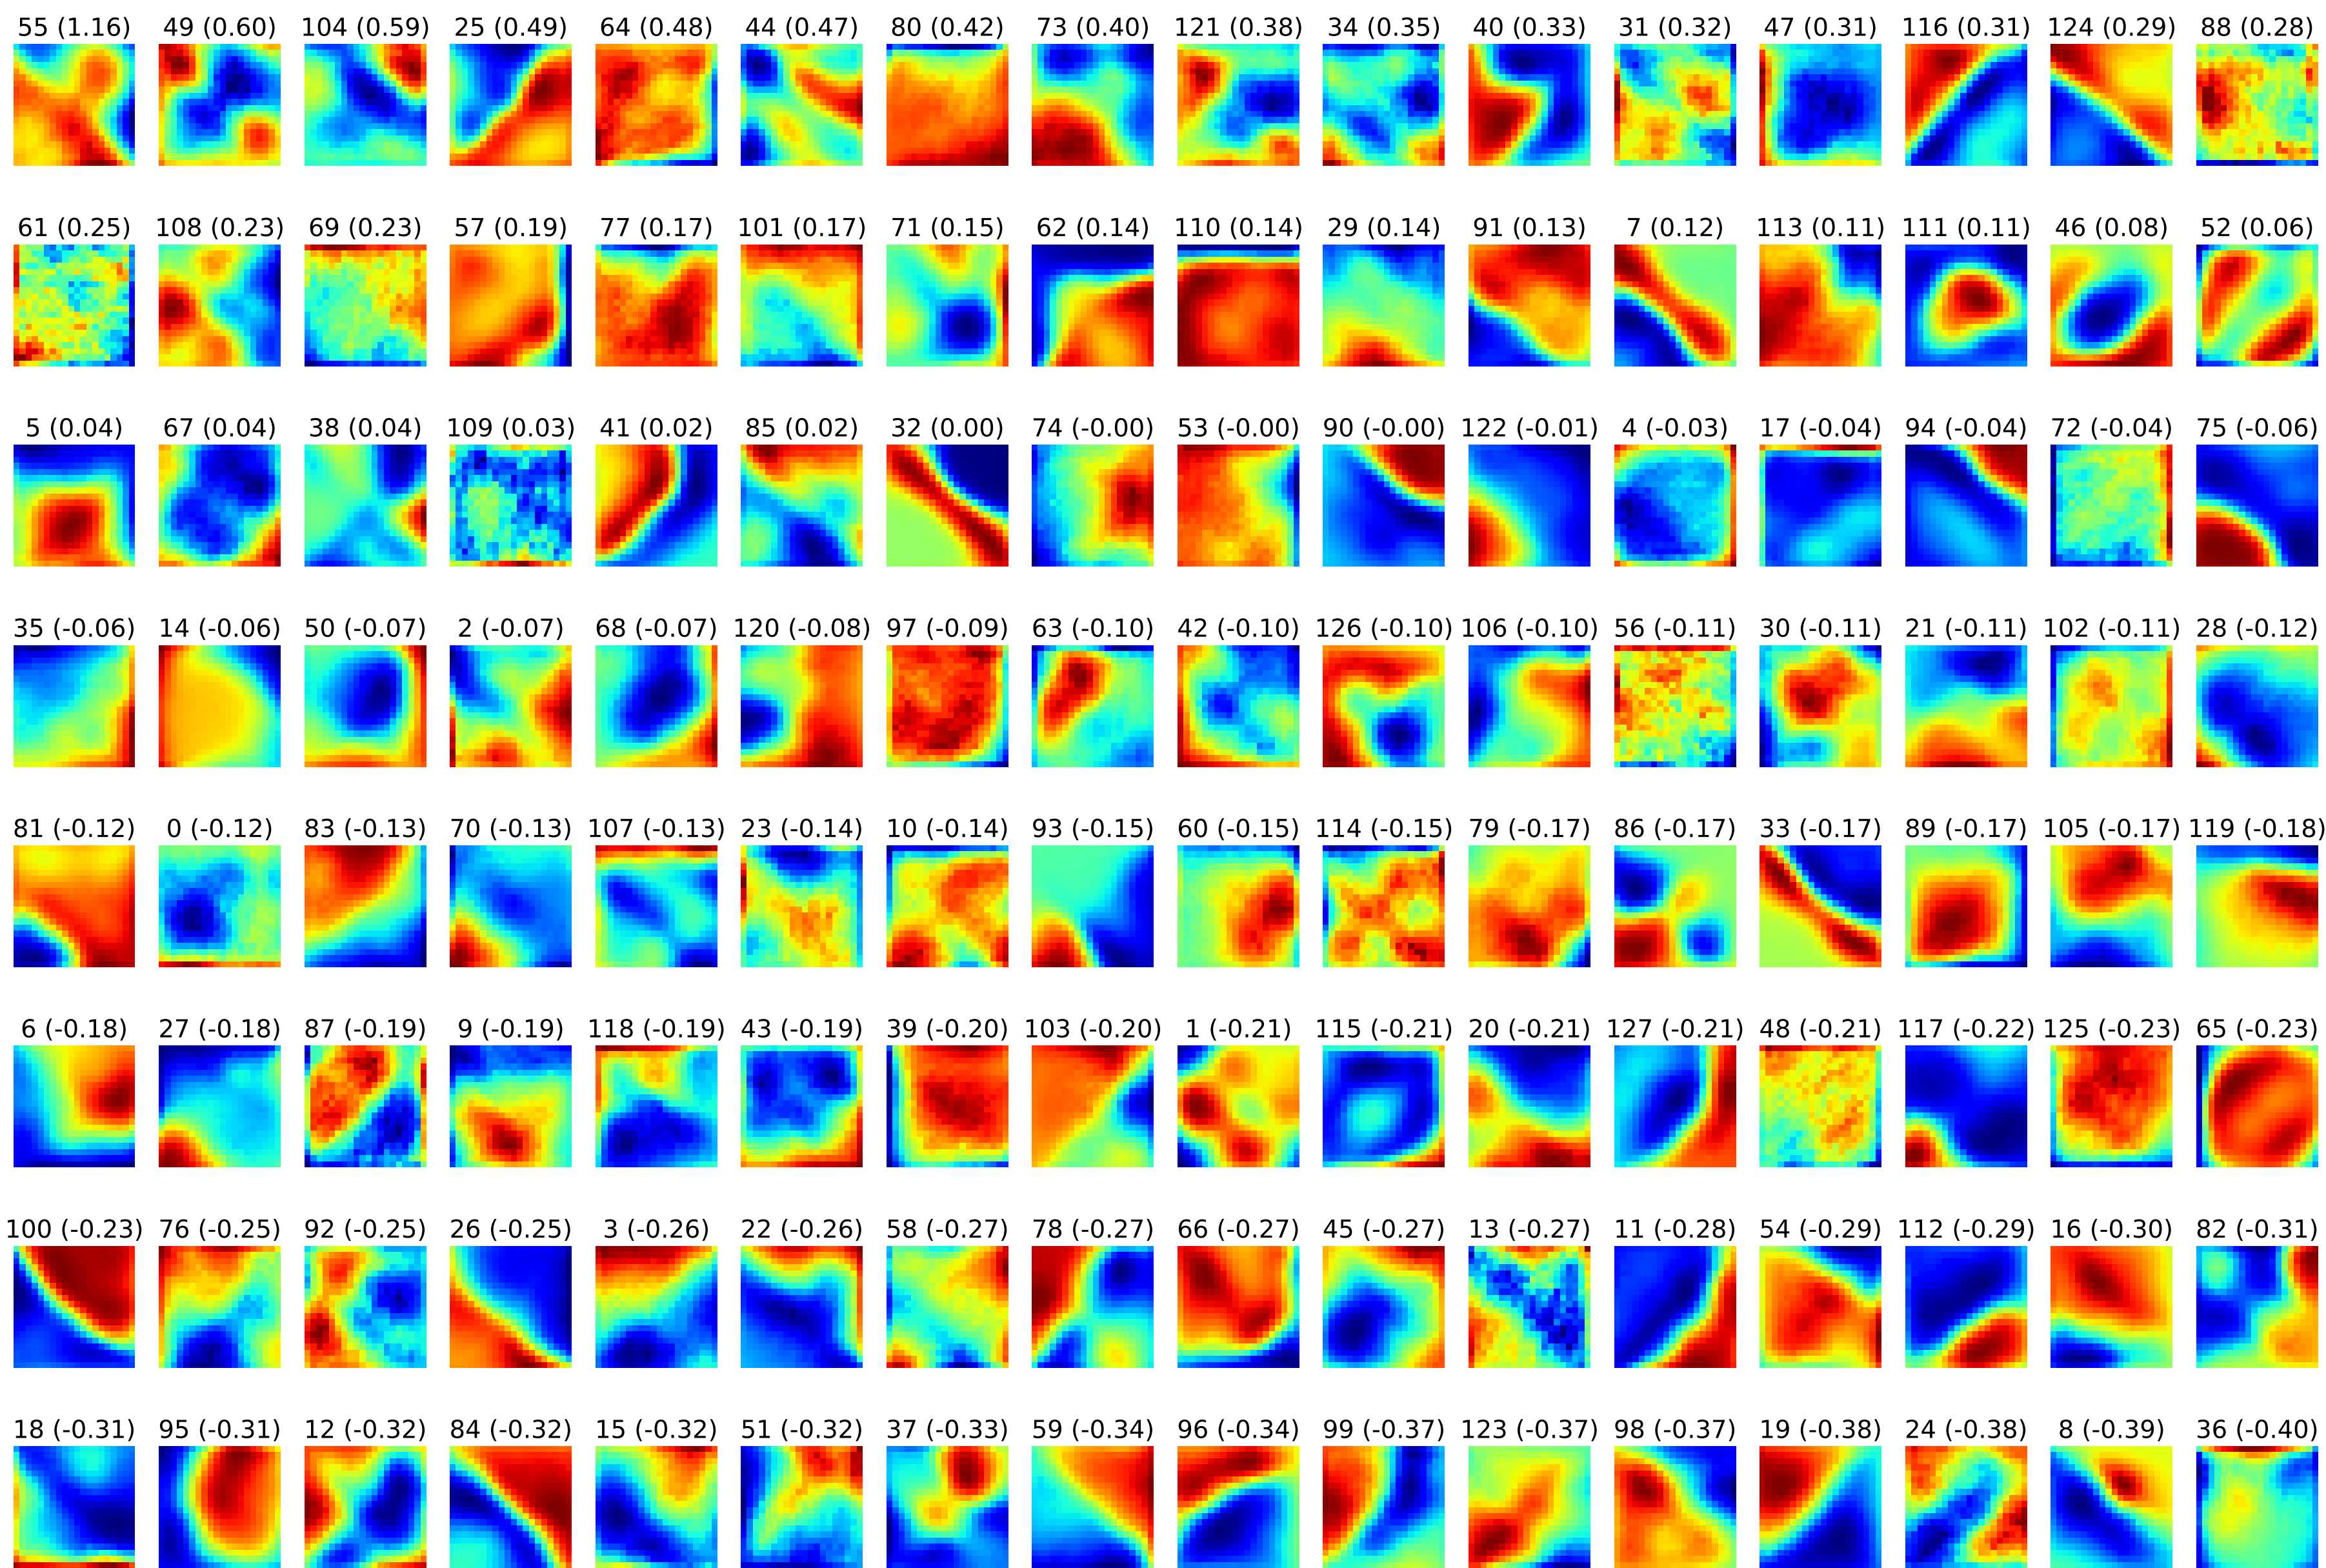 55 (1.16) 49 (0.60) 104 (0.59) 25 (0.49) 64 (0.48) 44 (0.47) 80 (0.42) 73 (0.40) 121 (0.38) 34 (0.35) 40 (0.33) 31 (0.32) 47 (0.31) 116 (0.31) 124 (0.29) 88 (0.28)
61 (0.25) 108 (0.23) 69 (0.23) 57 (0.19) 77 (0.17) 101 (0.17) 71 (0.15) 62 (0.14) 110 (0.14) 29 (0.14) 91 (0.13) 7 (0.12) 113 (0.11) 111 (0.11) 46 (0.08) 52 (0.06)
5 (0.04) 67 (0.04) 38 (0.04) 109 (0.03) 41 (0.02) 85 (0.02) 32 (0.00) 74 (-0.00) 53 (-0.00) 90 (-0.00) 122 (-0.01) 4 (-0.03) 17 (-0.04) 94 (-0.04) 72 (-0.04) 75 (-0.06)
35 (-0.06) 14 (-0.06) 50 (-0.07) 2 (-0.07) 68 (-0.07) 120 (-0.08) 97 (-0.09) 63 (-0.10) 42 (-0.10) 126 (-0.10) 106 (-0.10) 56 (-0.11) 30 (-0.11) 21 (-0.11) 102 (-0.11) 28 (-0.12)
81 (-0.12) 0 (-0.12) 83 (-0.13) 70 (-0.13) 107 (-0.13) 23 (-0.14) 10 (-0.14) 93 (-0.15) 60 (-0.15) 114 (-0.15) 79 (-0.17) 86 (-0.17) 33 (-0.17) 89 (-0.17) 105 (-0.17) 119 (-0.18)
6 (-0.18) 27 (-0.18) 87 (-0.19) 9 (-0.19) 118 (-0.19) 43 (-0.19) 39 (-0.20) 103 (-0.20) 1 (-0.21) 115 (-0.21) 20 (-0.21) 127 (-0.21) 48 (-0.21) 117 (-0.22) 125 (-0.23) 65 (-0.23)
100 (-0.23) 76 (-0.25) 92 (-0.25) 26 (-0.25) 3 (-0.26) 22 (-0.26) 58 (-0.27) 78 (-0.27) 66 (-0.27) 45 (-0.27) 13 (-0.27) 11 (-0.28) 54 (-0.29) 112 (-0.29) 16 (-0.30) 82 (-0.31)
18 (-0.31) 95 (-0.31) 12 (-0.32) 84 (-0.32) 15 (-0.32) 51 (-0.32) 37 (-0.33) 59 (-0.34) 96 (-0.34) 99 (-0.37) 123 (-0.37) 98 (-0.37) 19 (-0.38) 24 (-0.38) 8 (-0.39) 36 (-0.40)